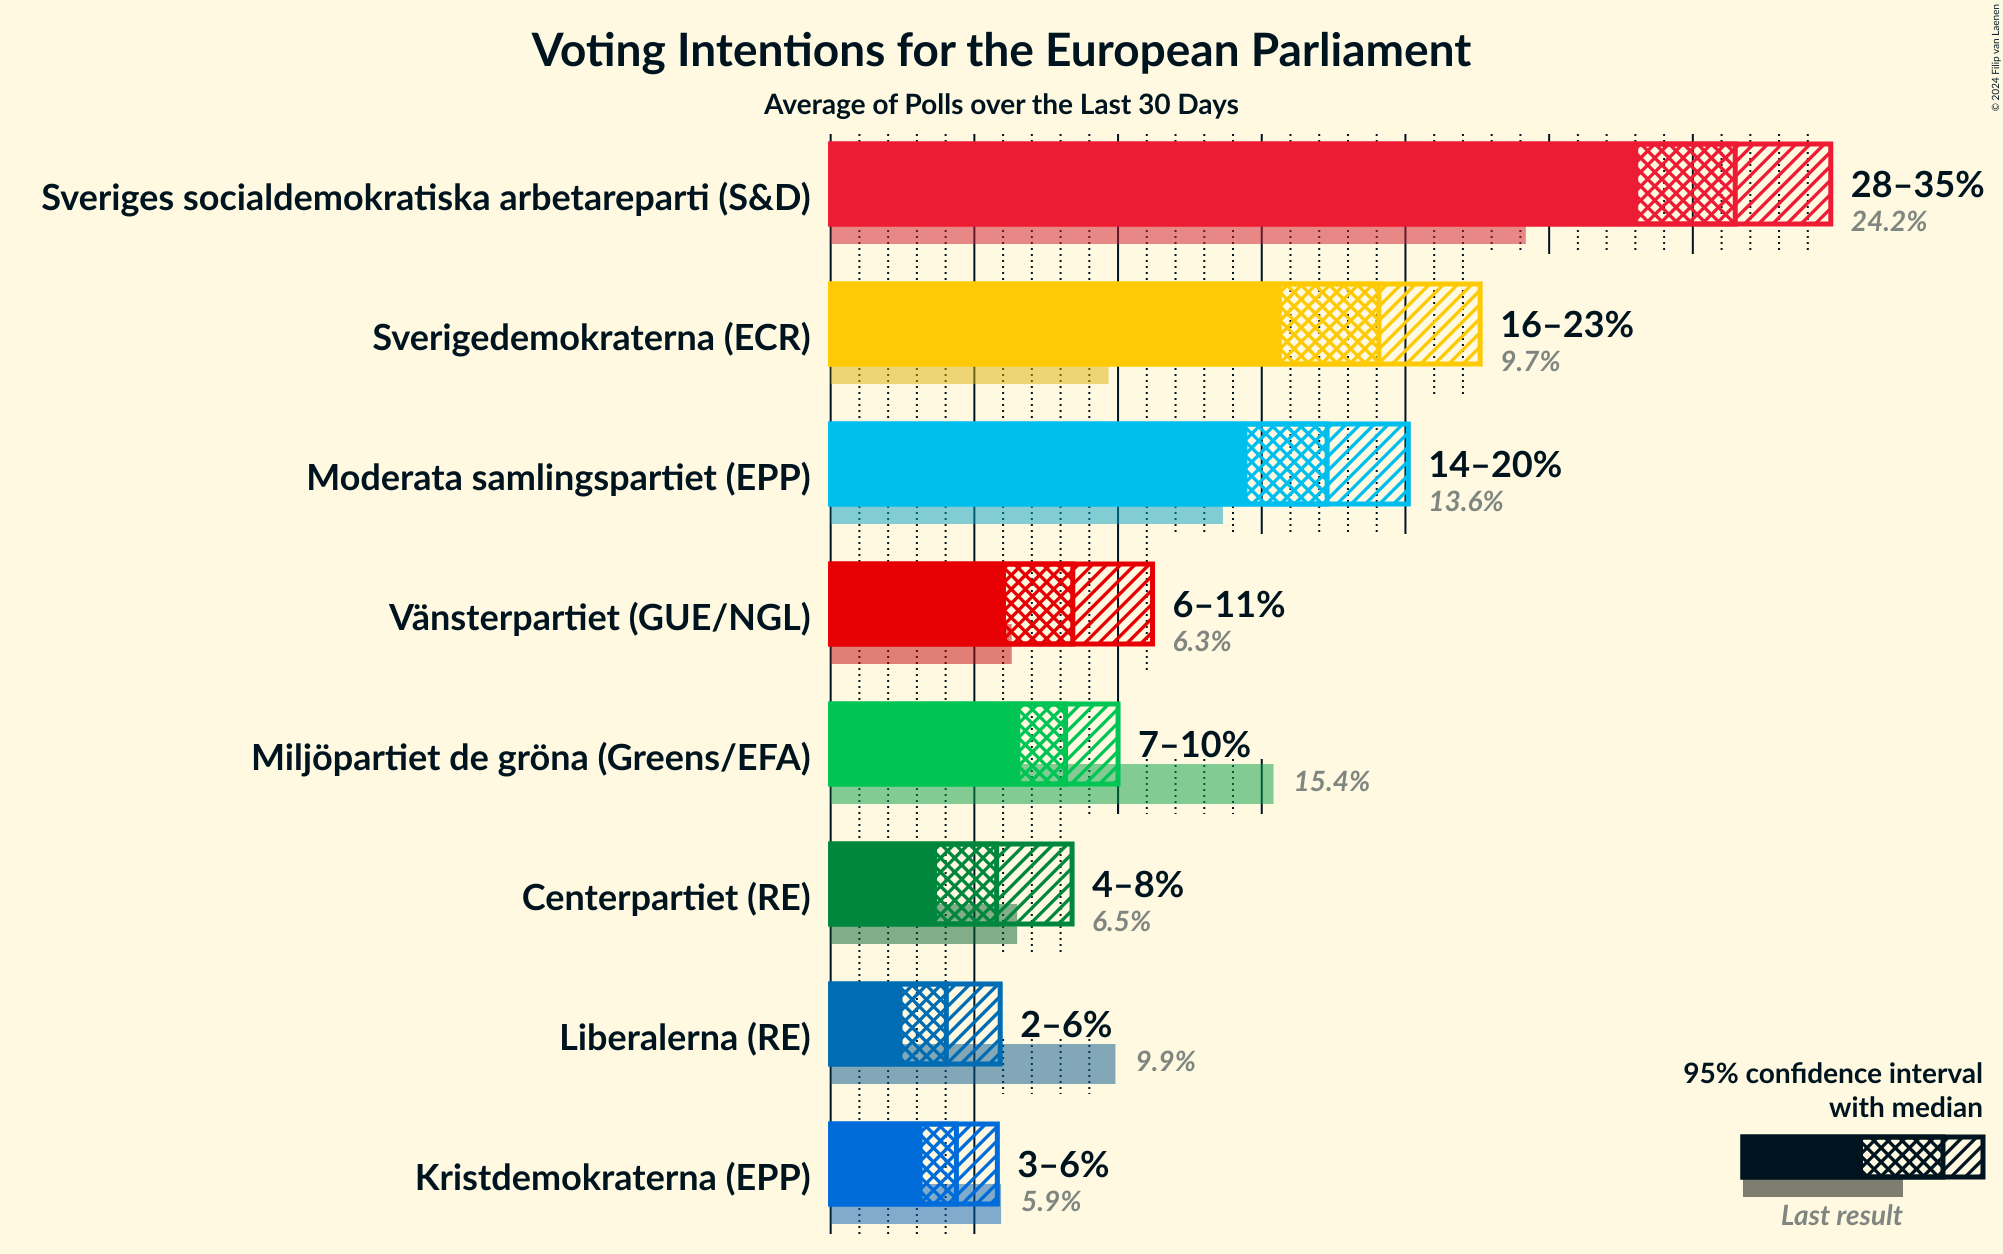 Voting Intentions for the European Parliament
Average of Polls over the Last 30 Days
© 2024 Filip van Laenen
Sveriges socialdemokratiska arbetareparti (S&D)
28–35%
24.2%
Sverigedemokraterna (ECR)
16–23%
9.7%
Moderata samlingspartiet (EPP)
14–20%
13.6%
Vänsterpartiet (GUE/NGL)
6–11%
6.3%
Miljöpartiet de gröna (Greens/EFA)
7–10%
15.4%
Centerpartiet (RE)
4–8%
6.5%
Liberalerna (RE)
2–6%
9.9%
Kristdemokraterna (EPP)
3–6%
5.9%
95% confidence interval
with median
Last result